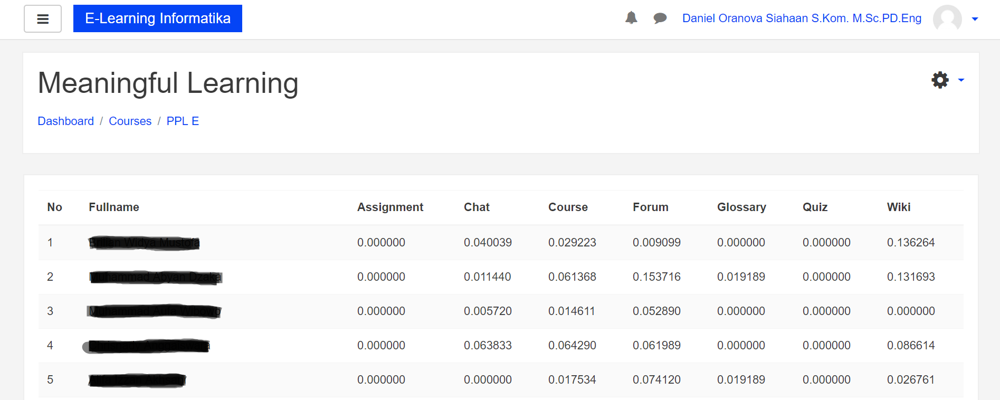 E-Learning Informatika Daniel Oranova Siahaan S.Kom. M.Sc.PD.Eng
Meaningful Learning
Dashboard / Courses / PPL E
No Fullname Assignment Chat Course Forum Glossary Quiz Wiki
1 0.000000 0.040039 0.029223 0.009099 0.000000 0.000000 0.136264
2 0.000000 0.011440 0.061368 0.153716 0.019189 0.000000 0.131693
3 0.000000 0.005720 0.014611 0.052890 0.000000 0.000000 0.000000
4 0.000000 0.063833 0.064290 0.061989 0.000000 0.000000 0.086614
5 0.000000 0.000000 0.017534 0.074120 0.019189 0.000000 0.026761